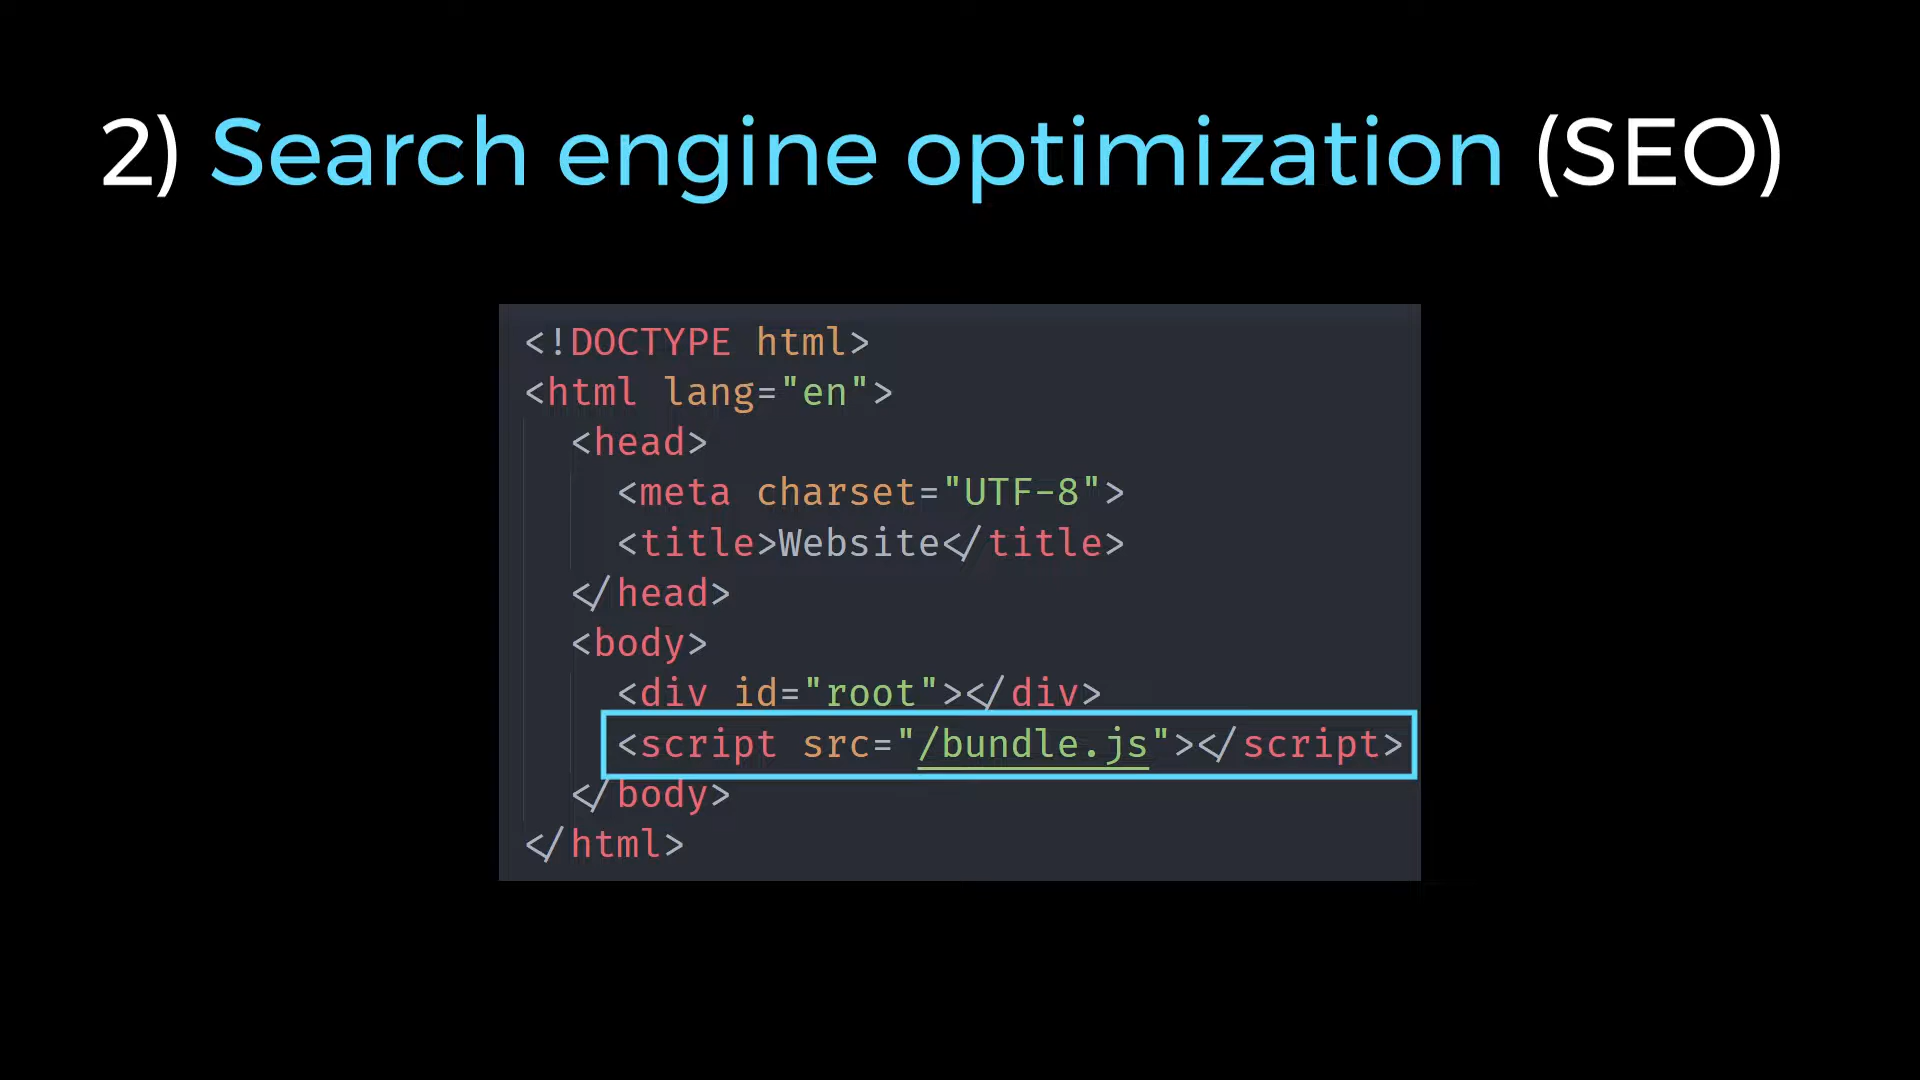 2) Search engine optimization (SEO)
<!DOCTYPE html>
<html lang="en">
<head>
<meta charset="UTF-8">
<title>Website</title>
</head>
<body>
<div id="root"></div>
<script src="/bundle.js"></script>
</body>
</html>